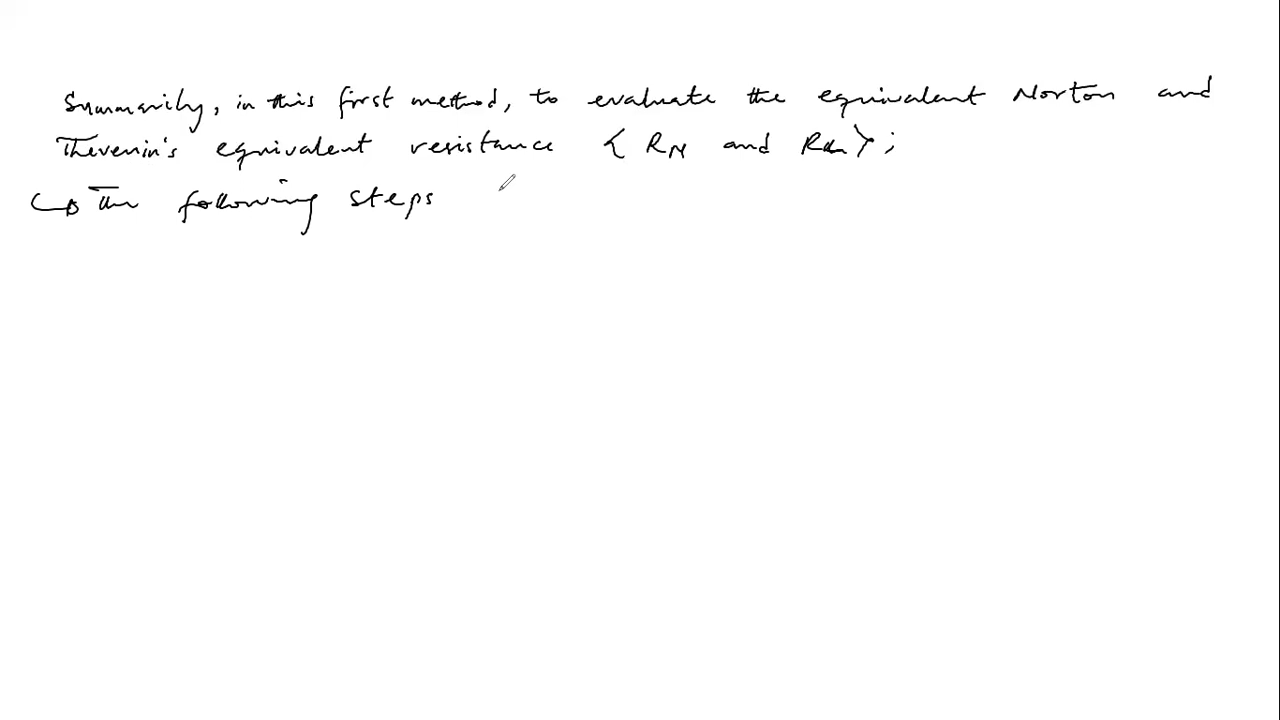 Summarily, in this first method, to evaluate the equivalent Norton and
Thevenin's equivalent resistance { RN and Rth};
↳ The following steps